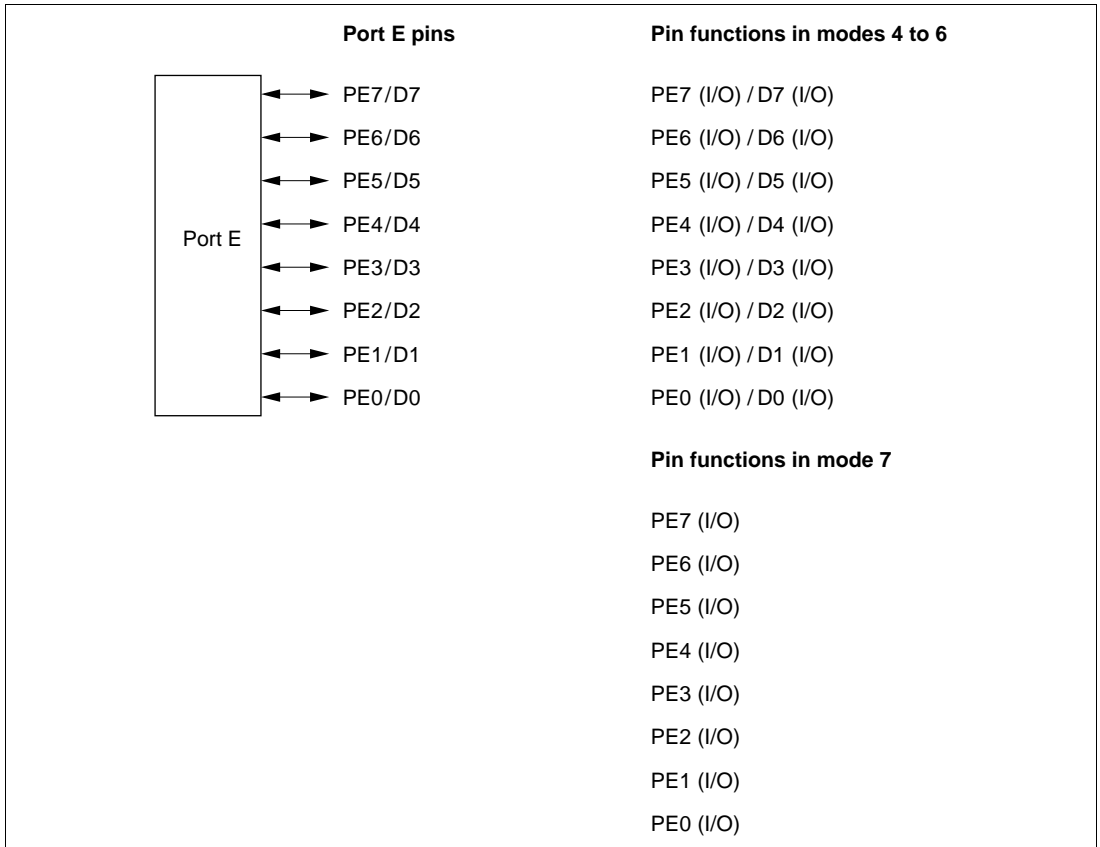 Port E pins Pin functions in modes 4 to 6
PE7/D7 PE7 (I/O) / D7 (I/O)
PE6/D6 PE6 (I/O) / D6 (I/O)
PE5/D5 PE5 (I/O) / D5 (I/O)
PE4/D4 PE4 (I/O) / D4 (I/O)
Port E
PE3/D3 PE3 (I/O) / D3 (I/O)
PE2/D2 PE2 (I/O) / D2 (I/O)
PE1/D1 PE1 (I/O) / D1 (I/O)
PE0/D0 PE0 (I/O) / D0 (I/O)
Pin functions in mode 7
PE7 (I/O)
PE6 (I/O)
PE5 (I/O)
PE4 (I/O)
PE3 (I/O)
PE2 (I/O)
PE1 (I/O)
PE0 (I/O)